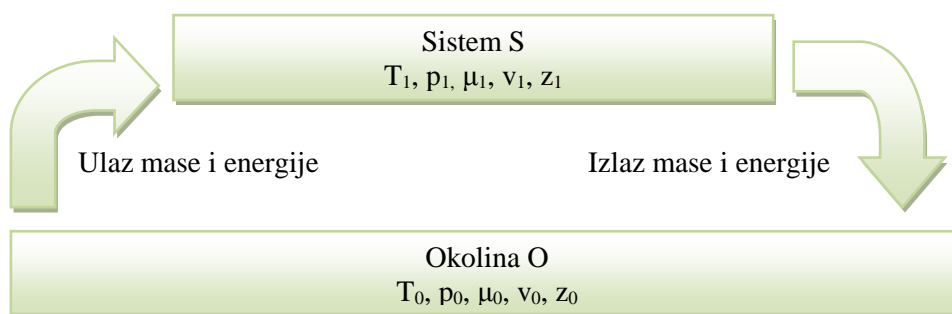 Sistem S
T₁, p₁, μ₁, v₁, z₁
Ulaz mase i energije
Izlaz mase i energije
Okolina O
T₀, p₀, μ₀, v₀, z₀